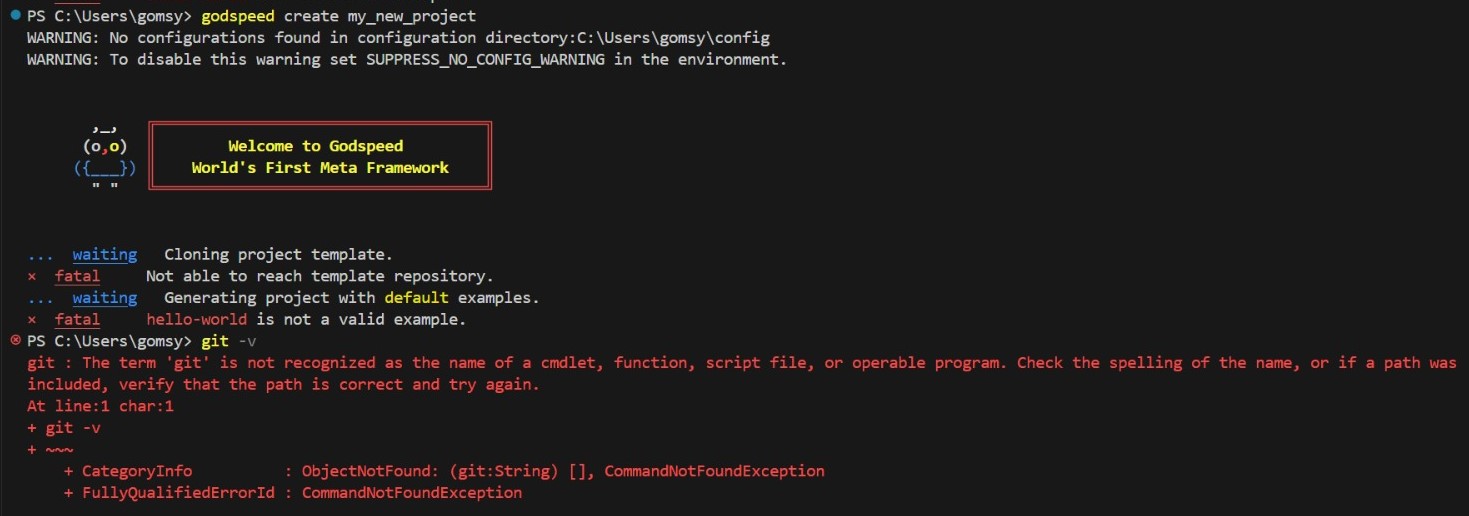 PS C:\Users\gomsy> godspeed create my_new_project
WARNING: No configurations found in configuration directory:C:\Users\gomsy\config
WARNING: To disable this warning set SUPPRESS_NO_CONFIG_WARNING in the environment.
,_,
(o,o)
({___})
" "
Welcome to Godspeed
World's First Meta Framework
... waiting Cloning project template.
× fatal Not able to reach template repository.
... waiting Generating project with default examples.
× fatal hello-world is not a valid example.
PS C:\Users\gomsy> git -v
git : The term 'git' is not recognized as the name of a cmdlet, function, script file, or operable program. Check the spelling of the name, or if a path was
included, verify that the path is correct and try again.
At line:1 char:1
+ git -v
+ ~~~
+ CategoryInfo : ObjectNotFound: (git:String) [], CommandNotFoundException
+ FullyQualifiedErrorId : CommandNotFoundException